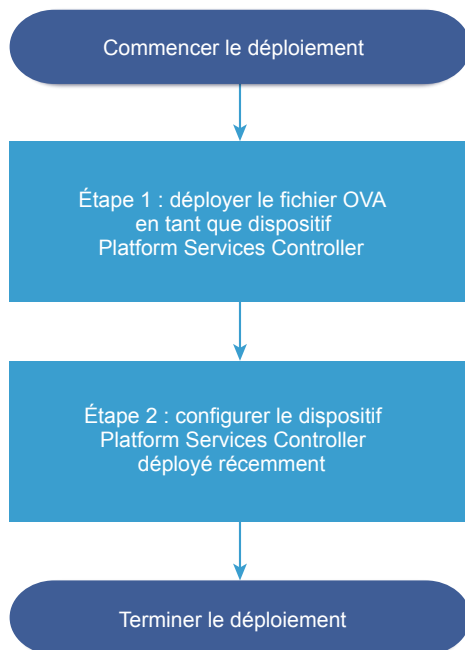 Commencer le déploiement
Étape 1 : déployer le fichier OVA
en tant que dispositif
Platform Services Controller
Étape 2 : configurer le dispositif
Platform Services Controller
déployé récemment
Terminer le déploiement